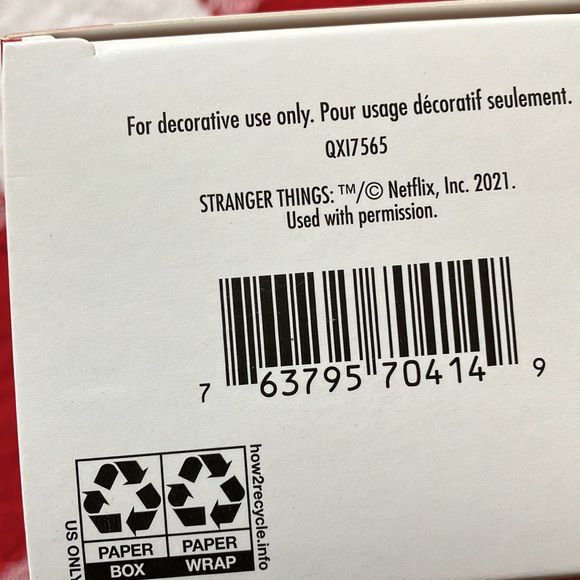 For decorative use only. Pour usage décoratif seulement.
QXI7565
STRANGER THINGS: ™/© Netflix, Inc. 2021.
Used with permission.
7 63795 70414 9
how2recycle.info
US ONLY
PAPER PAPER
BOX WRAP